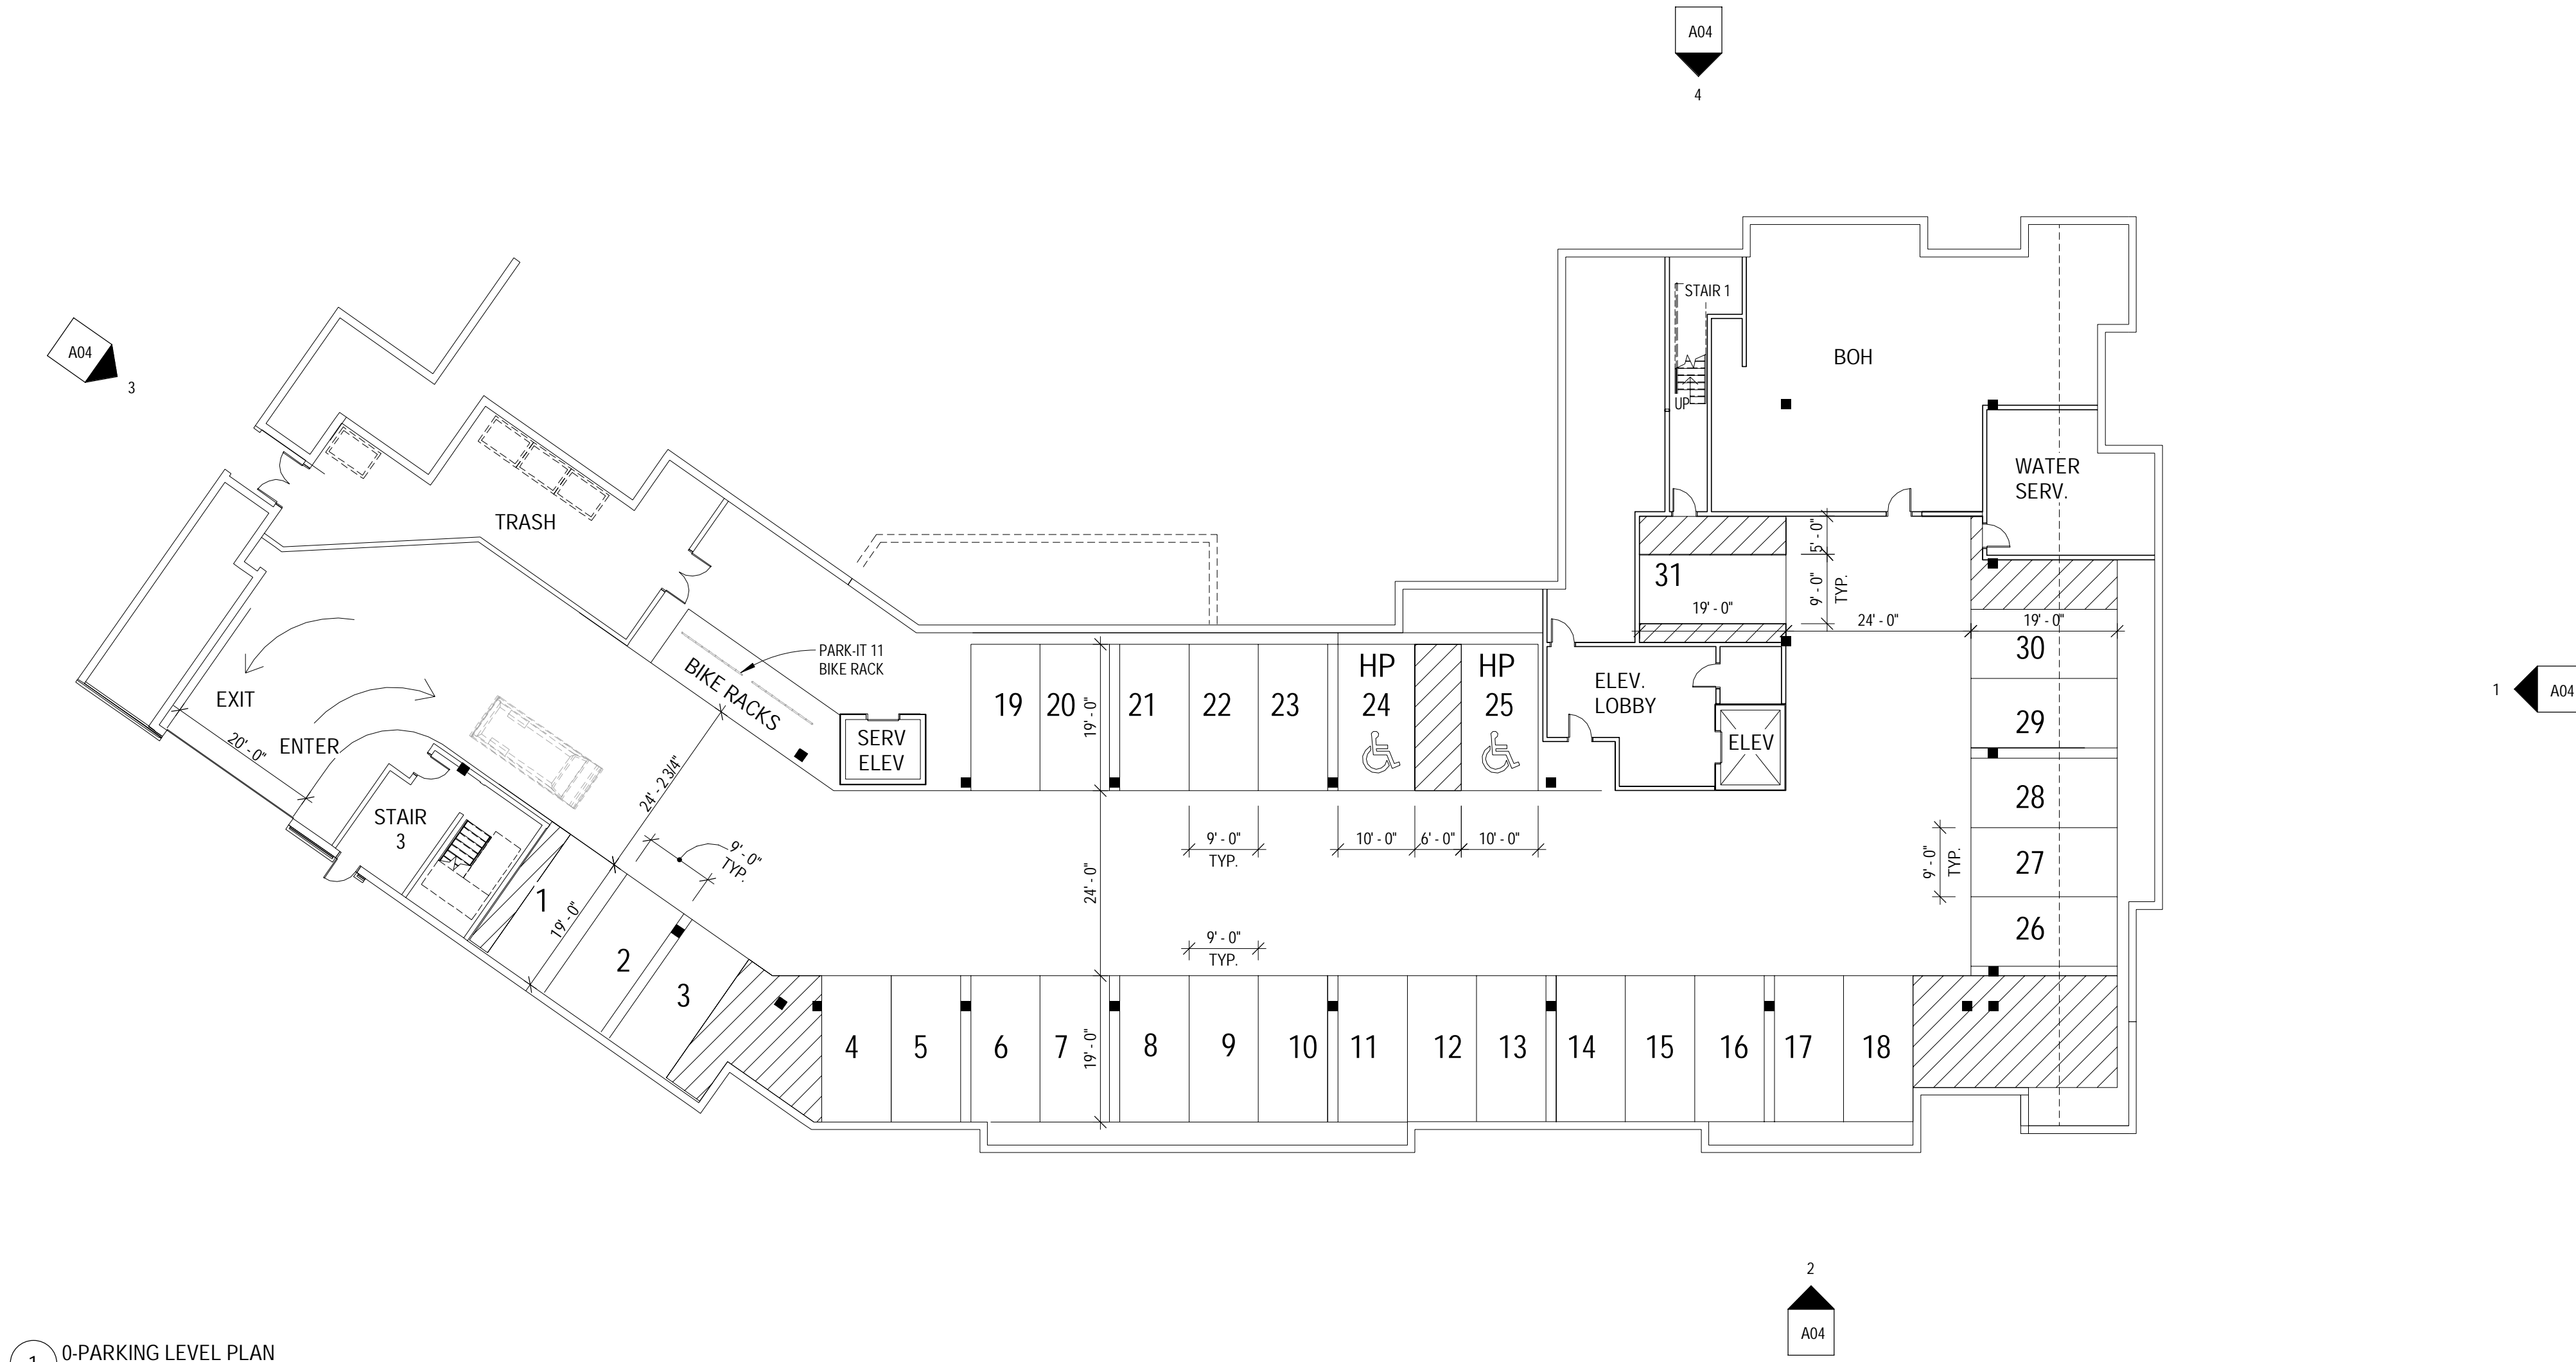 A04
4
STAIR 1
UP
BOH
A04
3
WATER
SERV.
TRASH
5' - 0"
31
9' - 0"
TYP.
19' - 0"
24' - 0"
19' - 0"
PARK-IT 11
BIKE RACK
BIKE RACKS
HP
24
HP
25
ELEV.
LOBBY
30
EXIT
19
20
19' - 0"
21
22
23
29
1
A04
ENTER
20' - 0"
SERV
ELEV
ELEV
24' - 2 3/4"
28
STAIR
3
9' - 0"
TYP.
9' - 0"
TYP.
10' - 0"
6' - 0"
10' - 0"
9' - 0"
TYP.
27
24' - 0"
1
19' - 0"
26
9' - 0"
TYP.
2
3
4
5
6
7
19' - 0"
8
9
10
11
12
13
14
15
16
17
18
2
A04
1
0-PARKING LEVEL PLAN